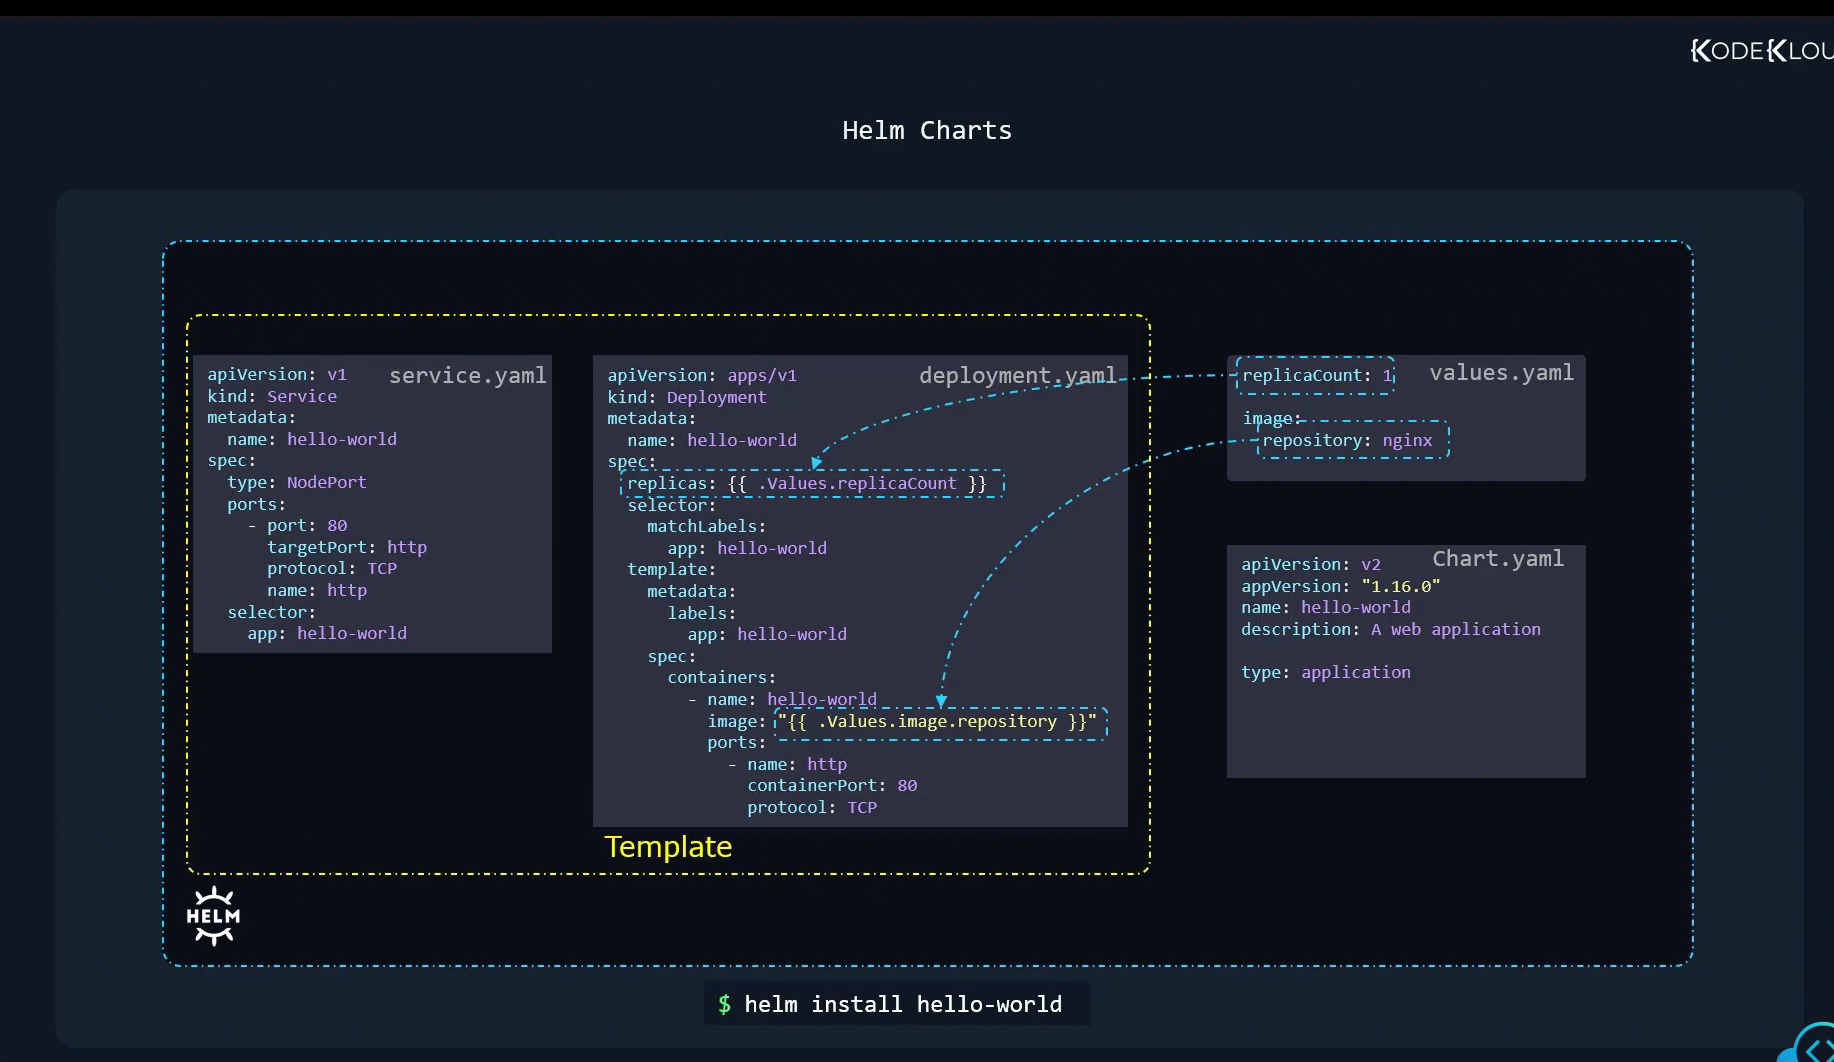 KODEKLOU
Helm Charts
service.yaml
apiVersion: v1
kind: Service
metadata:
  name: hello-world
spec:
  type: NodePort
  ports:
    - port: 80
      targetPort: http
      protocol: TCP
      name: http
  selector:
    app: hello-world
deployment.yaml
apiVersion: apps/v1
kind: Deployment
metadata:
  name: hello-world
spec:
  replicas: {{ .Values.replicaCount }}
  selector:
    matchLabels:
      app: hello-world
  template:
    metadata:
      labels:
        app: hello-world
    spec:
      containers:
        - name: hello-world
          image: "{{ .Values.image.repository }}"
          ports:
            - name: http
              containerPort: 80
              protocol: TCP
Template
values.yaml
replicaCount: 1
image:
  repository: nginx
Chart.yaml
apiVersion: v2
appVersion: "1.16.0"
name: hello-world
description: A web application
type: application
HELM
$ helm install hello-world